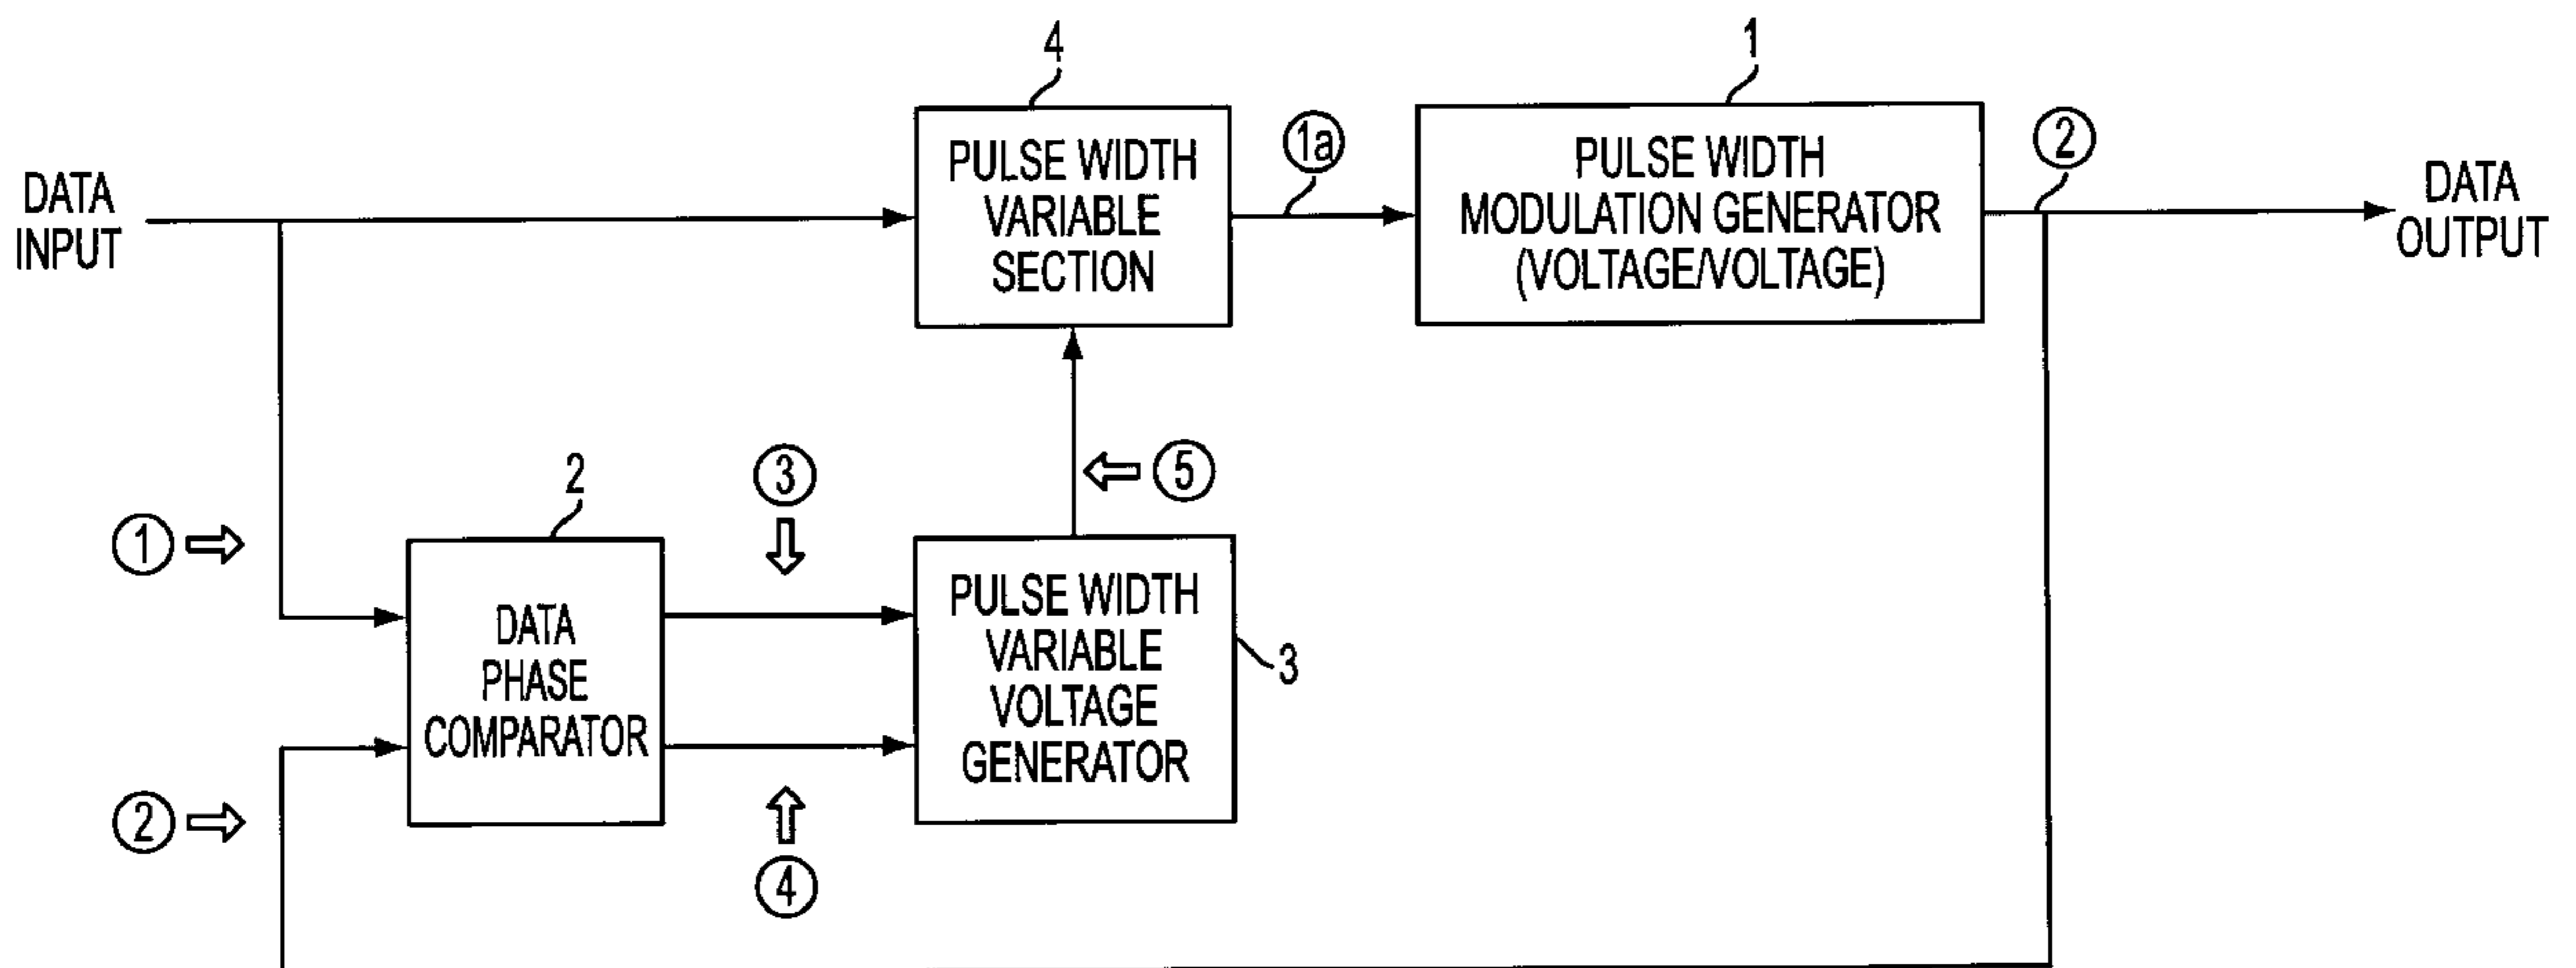 4
1
PULSE WIDTH
VARIABLE
SECTION
1a
PULSE WIDTH
MODULATION GENERATOR
(VOLTAGE/VOLTAGE)
2
DATA
INPUT
DATA
OUTPUT
5
3
2
1
DATA
PHASE
COMPARATOR
PULSE WIDTH
VARIABLE
VOLTAGE
GENERATOR
3
2
4